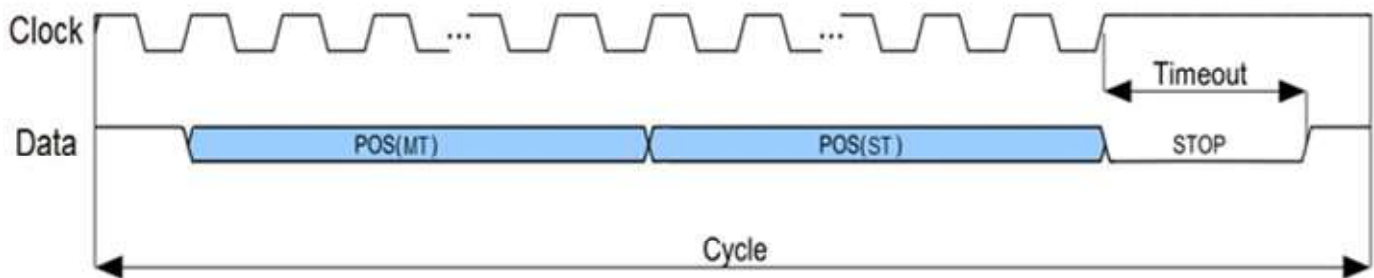 Clock
...
...
Timeout
Data
POS(MT)
POS(ST)
STOP
Cycle